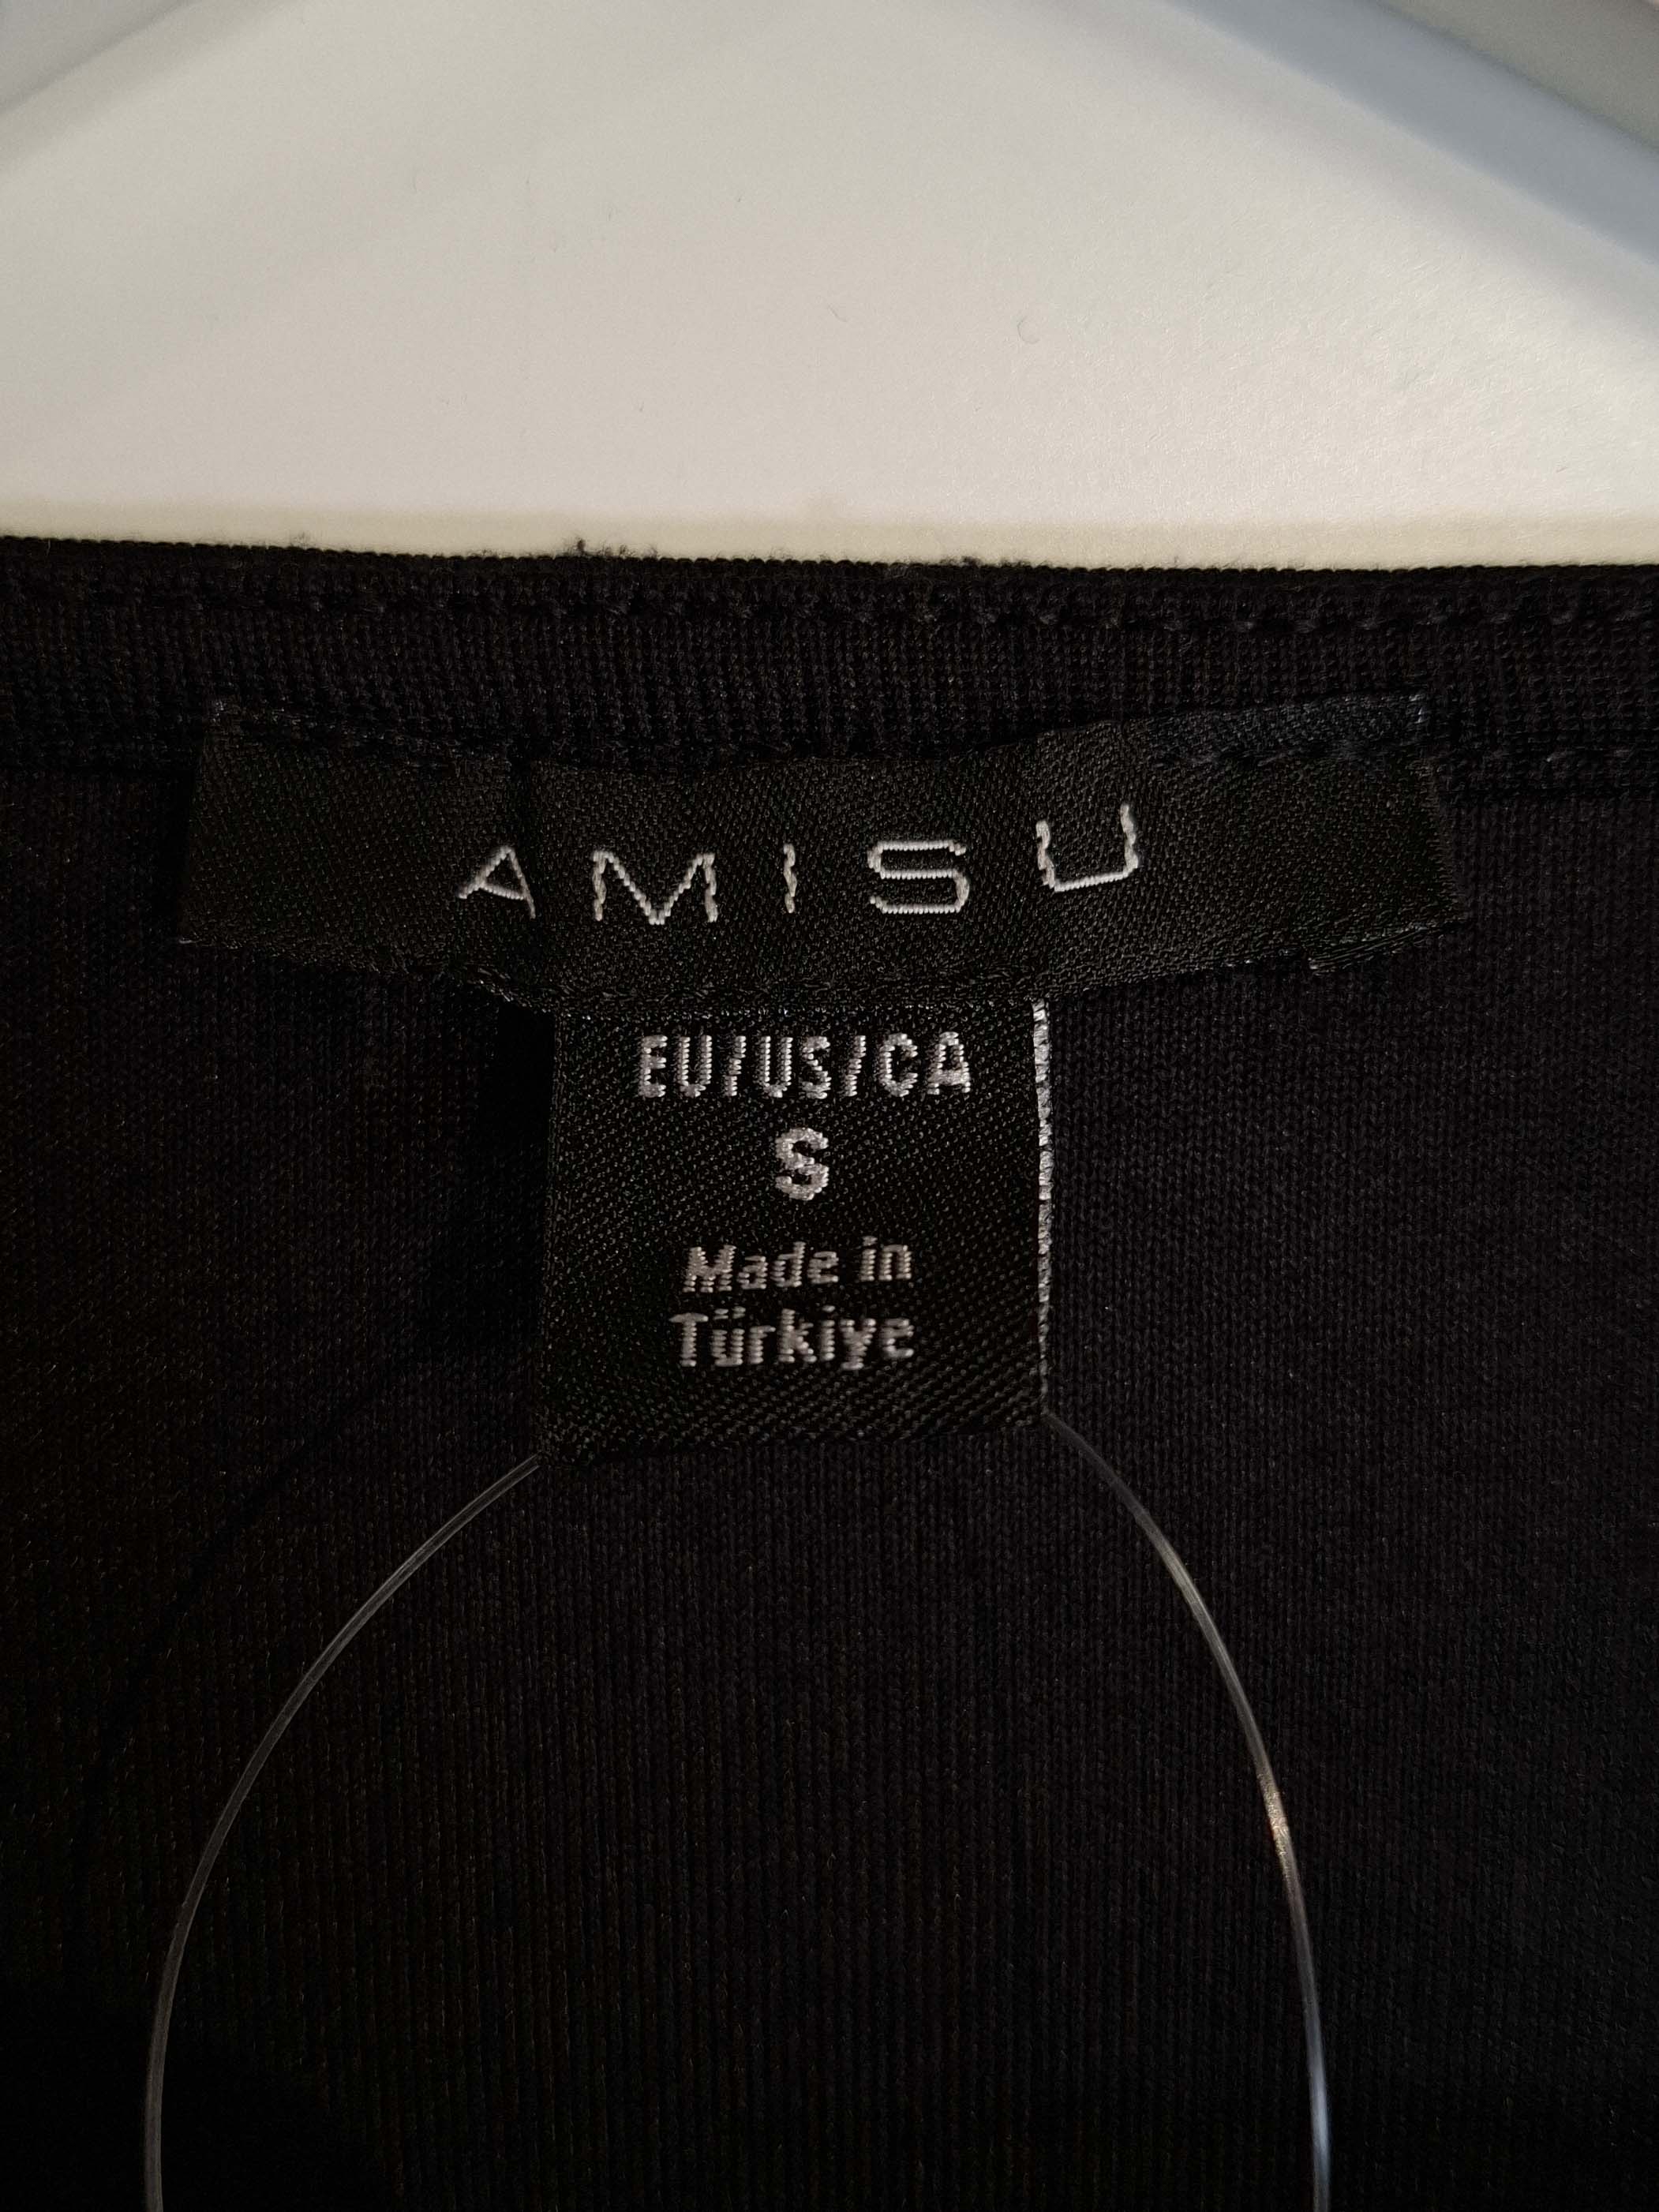 AMISU
EU/US/CA
S
Made in
Türkiye